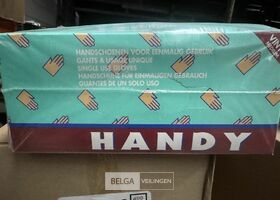 HANDSCHOENEN VOOR EENMALIG GEBRUIK
GANTS A USAGE UNIQUE
SINGLE USE GLOVES
HANDSCHUHE FÜR EINMALIGEN GEBRAUCH
GUANTES DE UN SOLO USO
HANDY
BELGA VEILINGEN